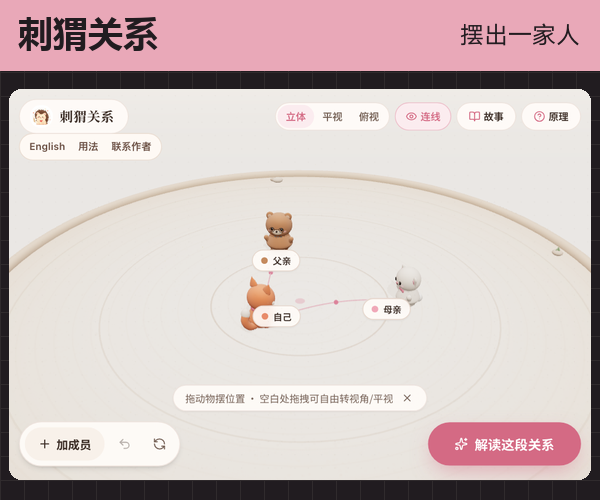 刺猬关系
摆出一家人
刺猬关系
立体 平视 俯视 连线 故事 原理
English 用法 联系作者
父亲
自己
母亲
拖动物摆位置 · 空白处拖拽可自由转视角/平视 ×
+ 加成员
解读这段关系